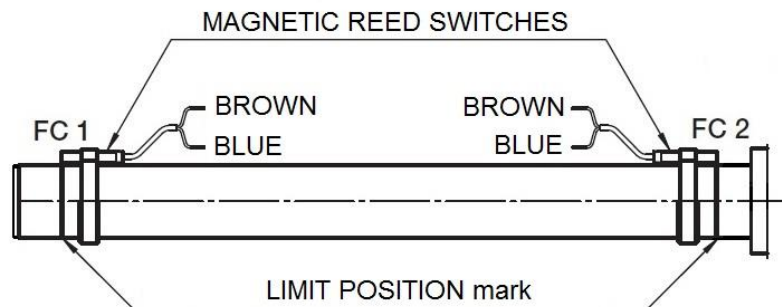 MAGNETIC REED SWITCHES
BROWN
BROWN
FC 1
FC 2
BLUE
BLUE
LIMIT POSITION mark